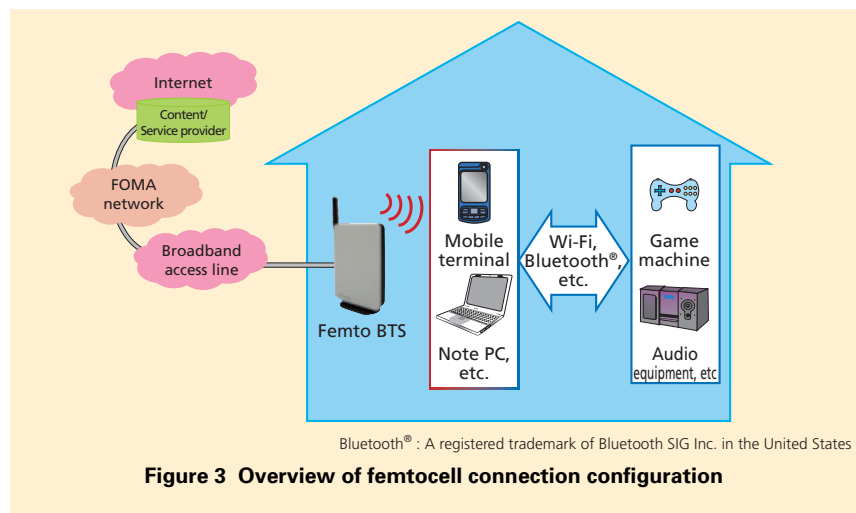 Internet
Content/
Service provider
FOMA
network
Broadband
access line
Femto BTS
Mobile
terminal
Note PC,
etc.
Wi-Fi,
Bluetooth®,
etc.
Game
machine
Audio
equipment, etc
Bluetooth® : A registered trademark of Bluetooth SIG Inc. in the United States
Figure 3 Overview of femtocell connection configuration